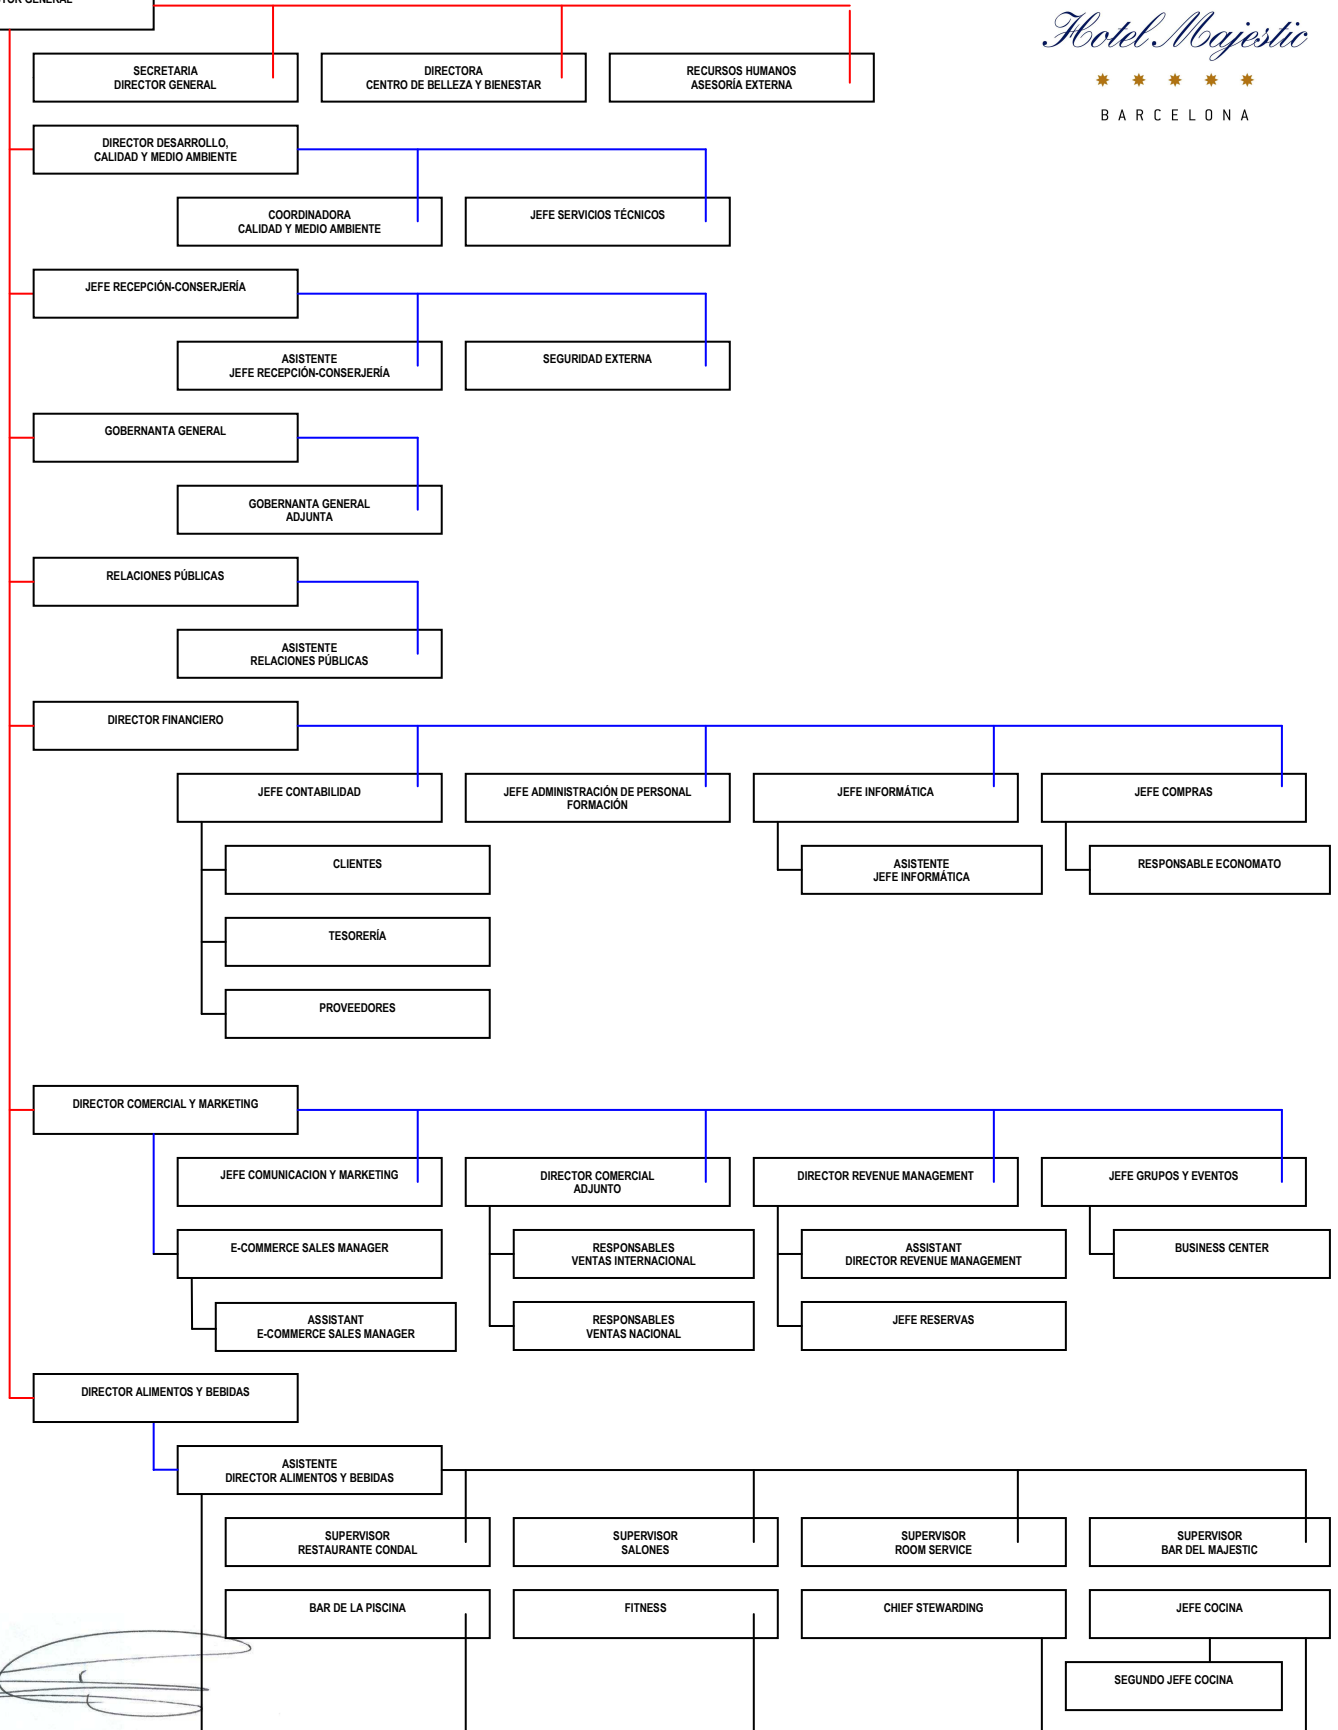 GENERAL
Hotel Majestic
BARCELONA
SECRETARIA
DIRECTOR GENERAL
DIRECTORA
CENTRO DE BELLEZA Y BIENESTAR
RECURSOS HUMANOS
ASESORÍA EXTERNA
DIRECTOR DESARROLLO,
CALIDAD Y MEDIO AMBIENTE
COORDINADORA
CALIDAD Y MEDIO AMBIENTE
JEFE SERVICIOS TÉCNICOS
JEFE RECEPCIÓN-CONSERJERÍA
ASISTENTE
JEFE RECEPCIÓN-CONSERJERÍA
SEGURIDAD EXTERNA
GOBERNANTA GENERAL
GOBERNANTA GENERAL
ADJUNTA
RELACIONES PÚBLICAS
ASISTENTE
RELACIONES PÚBLICAS
DIRECTOR FINANCIERO
JEFE CONTABILIDAD
JEFE ADMINISTRACIÓN DE PERSONAL
FORMACIÓN
JEFE INFORMÁTICA
JEFE COMPRAS
CLIENTES
ASISTENTE
JEFE INFORMÁTICA
RESPONSABLE ECONOMATO
TESORERÍA
PROVEEDORES
DIRECTOR COMERCIAL Y MARKETING
JEFE COMUNICACION Y MARKETING
DIRECTOR COMERCIAL
ADJUNTO
DIRECTOR REVENUE MANAGEMENT
JEFE GRUPOS Y EVENTOS
E-COMMERCE SALES MANAGER
RESPONSABLES
VENTAS INTERNACIONAL
ASSISTANT
DIRECTOR REVENUE MANAGEMENT
BUSINESS CENTER
ASSISTANT
E-COMMERCE SALES MANAGER
RESPONSABLES
VENTAS NACIONAL
JEFE RESERVAS
DIRECTOR ALIMENTOS Y BEBIDAS
ASISTENTE
DIRECTOR ALIMENTOS Y BEBIDAS
SUPERVISOR
RESTAURANTE CONDAL
SUPERVISOR
SALONES
SUPERVISOR
ROOM SERVICE
SUPERVISOR
BAR DEL MAJESTIC
BAR DE LA PISCINA
FITNESS
CHIEF STEWARDING
JEFE COCINA
SEGUNDO JEFE COCINA